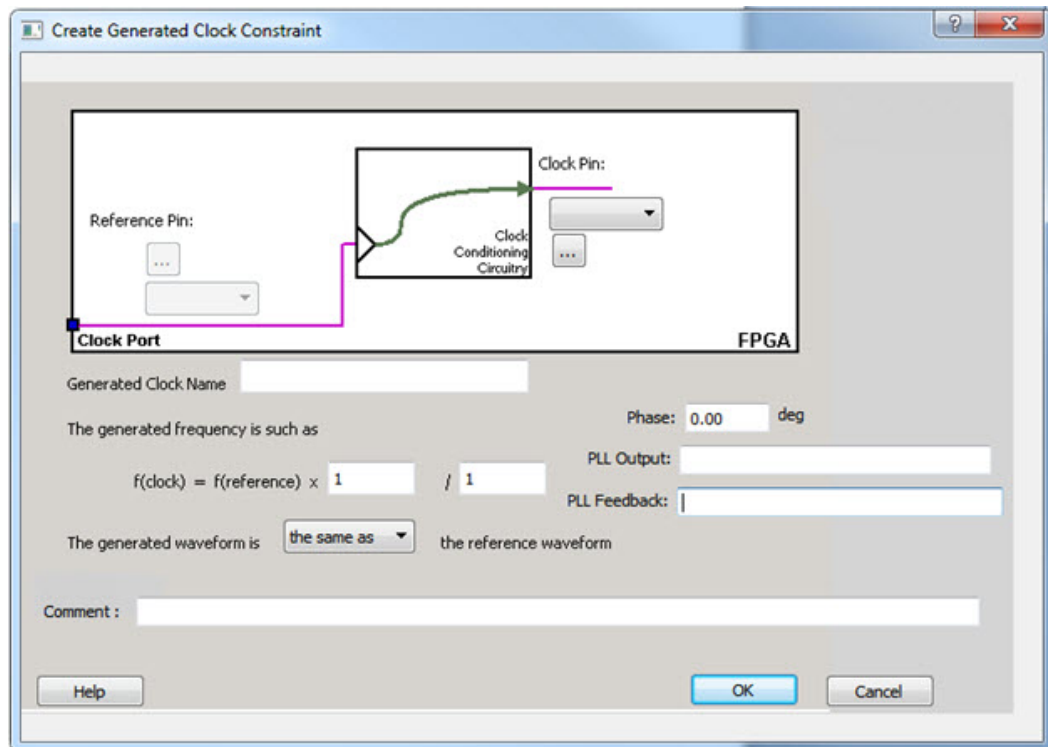 Create Generated Clock Constraint
?
X
Clock Pin:
Reference Pin:
...
Clock
Conditioning
Circuitry
...
Clock Port
FPGA
Generated Clock Name
Phase: 0.00 deg
The generated frequency is such as
PLL Output:
f(clock) = f(reference) x 1 / 1
PLL Feedback:
The generated waveform is the same as the reference waveform
Comment :
Help
OK
Cancel